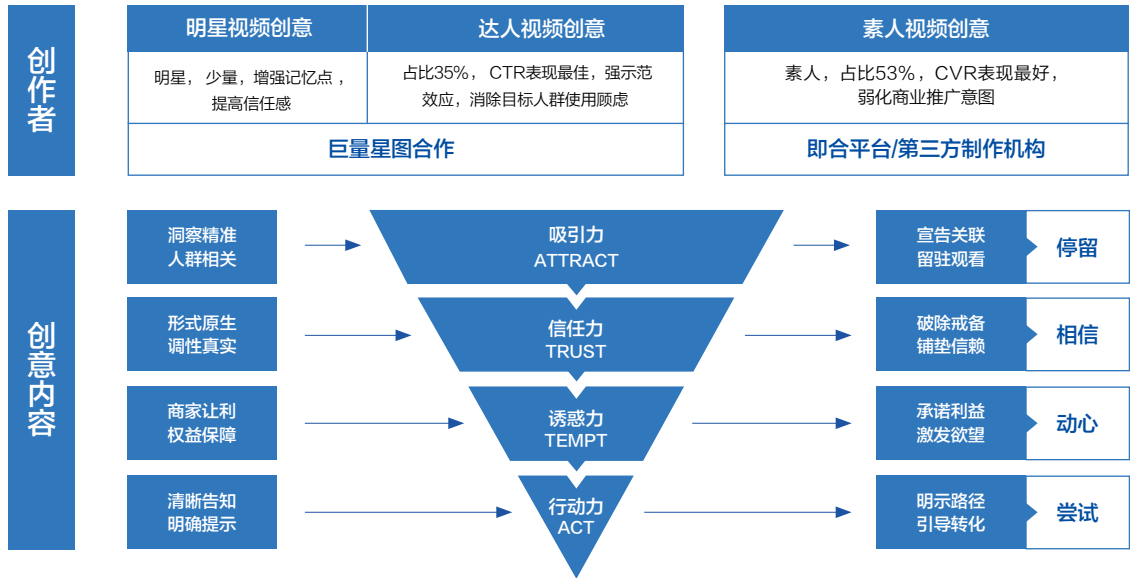 创作者
明星视频创意
达人视频创意
素人视频创意
明星，少量，增强记忆点，
提高信任感
占比35%，CTR表现最佳，强示范
效应，消除目标人群使用顾虑
素人，占比53%，CVR表现最好，
弱化商业推广意图
巨量星图合作
即合平台/第三方制作机构
创意内容
洞察精准
人群相关
吸引力
ATTRACT
宣告关联
留驻观看
停留
形式原生
调性真实
信任力
TRUST
破除戒备
铺垫信赖
相信
商家让利
权益保障
诱惑力
TEMPT
承诺利益
激发欲望
动心
清晰告知
明确提示
行动力
ACT
明示路径
引导转化
尝试